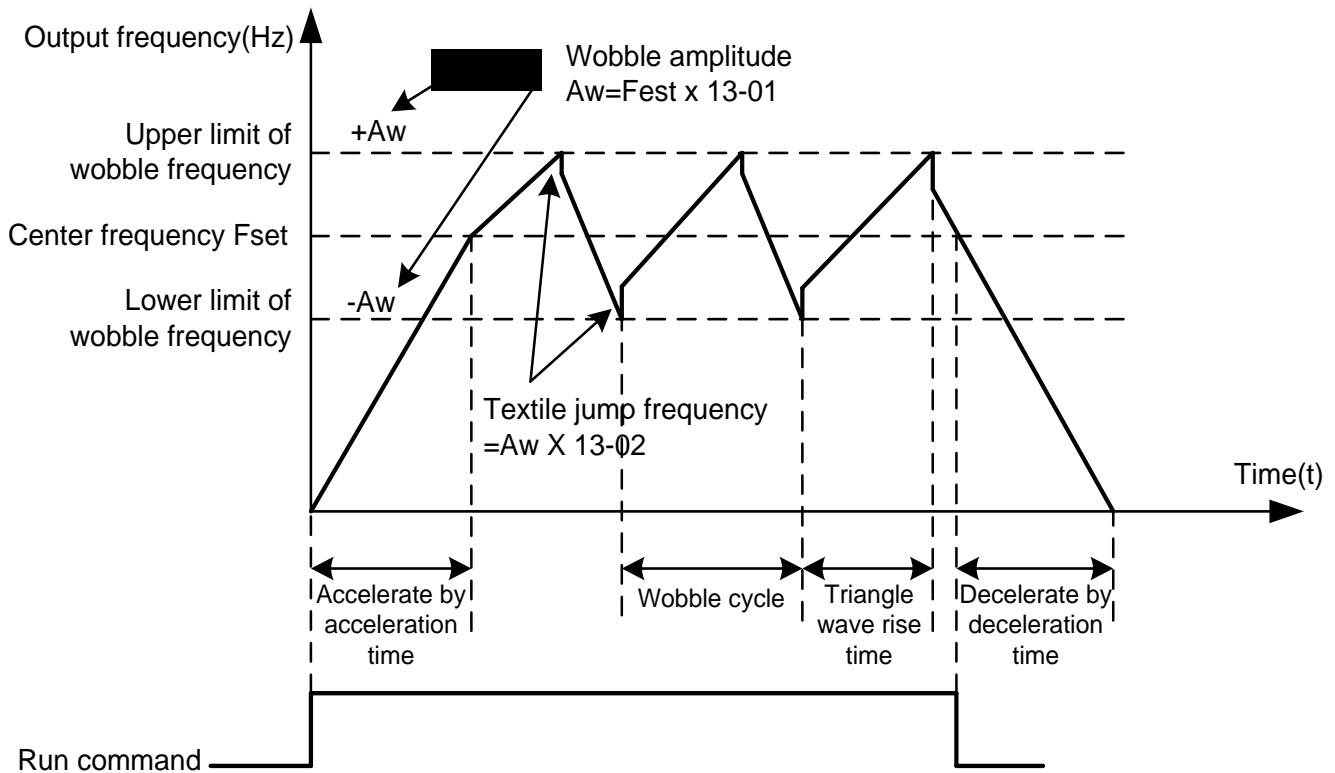 Output frequency(Hz)
Wobble amplitude
Aw=Fest x 13-01
+Aw
Upper limit of
wobble frequency
Center frequency Fset
Lower limit of
wobble frequency
-Aw
Textile jump frequency
=Aw X 13-02
Time(t)
Accelerate by
acceleration
time
Wobble cycle
Triangle
wave rise
time
Decelerate by
deceleration
time
Run command